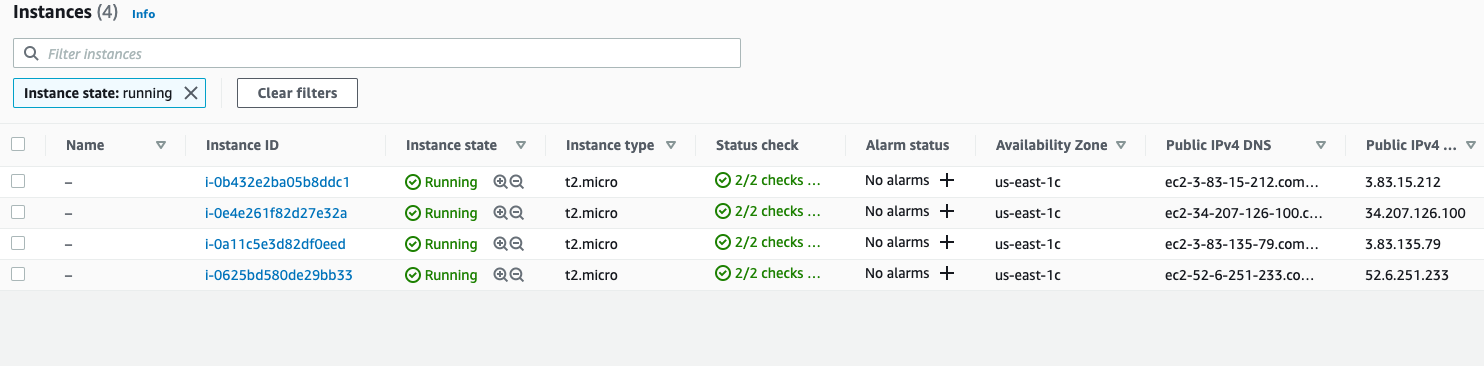 Instances (4) Info
Filter instances
Instance state: running Clear filters
Name Instance ID Instance state Instance type Status check Alarm status Availability Zone Public IPv4 DNS Public IPv4 ...
– i-0b432e2ba05b8ddc1 Running t2.micro 2/2 checks ... No alarms + us-east-1c ec2-3-83-15-212.com... 3.83.15.212
– i-0e4e261f82d27e32a Running t2.micro 2/2 checks ... No alarms + us-east-1c ec2-34-207-126-100.c... 34.207.126.100
– i-0a11c5e3d82df0eed Running t2.micro 2/2 checks ... No alarms + us-east-1c ec2-3-83-135-79.com... 3.83.135.79
– i-0625bd580de29bb33 Running t2.micro 2/2 checks ... No alarms + us-east-1c ec2-52-6-251-233.co... 52.6.251.233